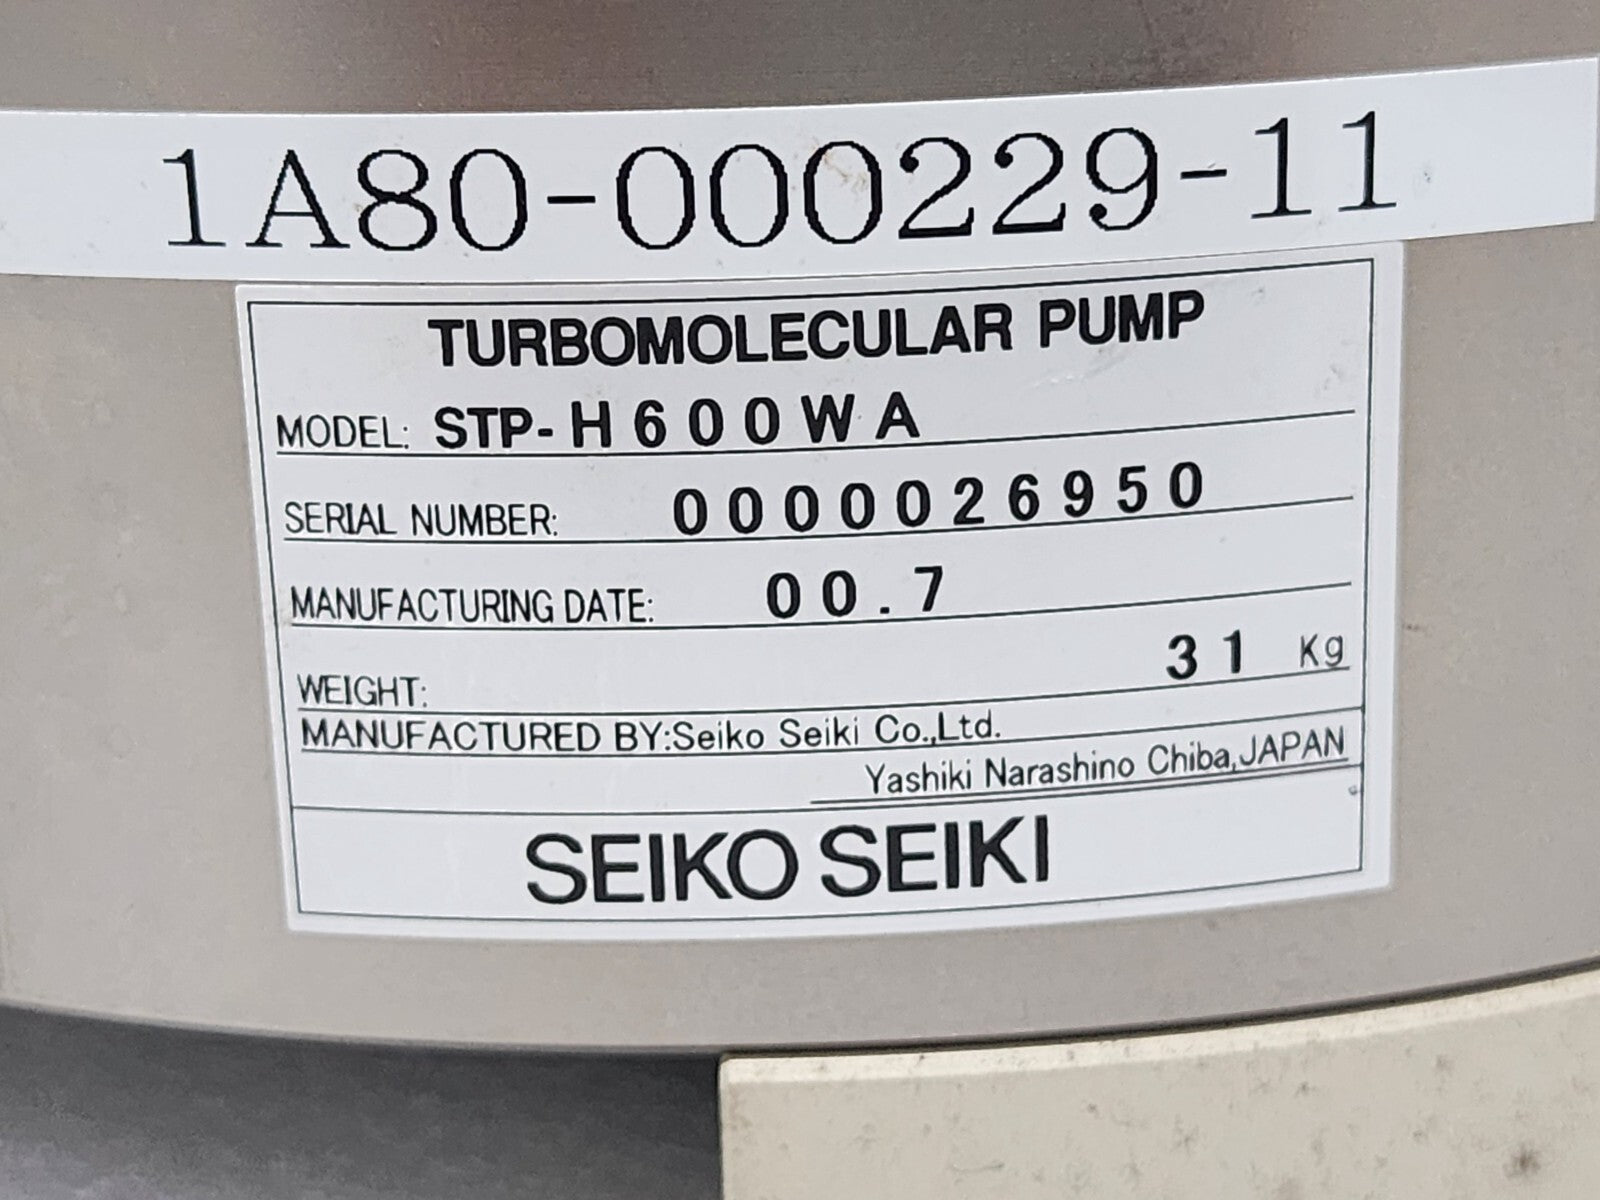 1A80-000229-11
TURBOMOLECULAR PUMP
MODEL: STP-H600WA
SERIAL NUMBER: 0000026950
MANUFACTURING DATE: 00.7
WEIGHT: 31 Kg
MANUFACTURED BY:Seiko Seiki Co.,Ltd.
Yashiki Narashino Chiba,JAPAN
SEIKO SEIKI